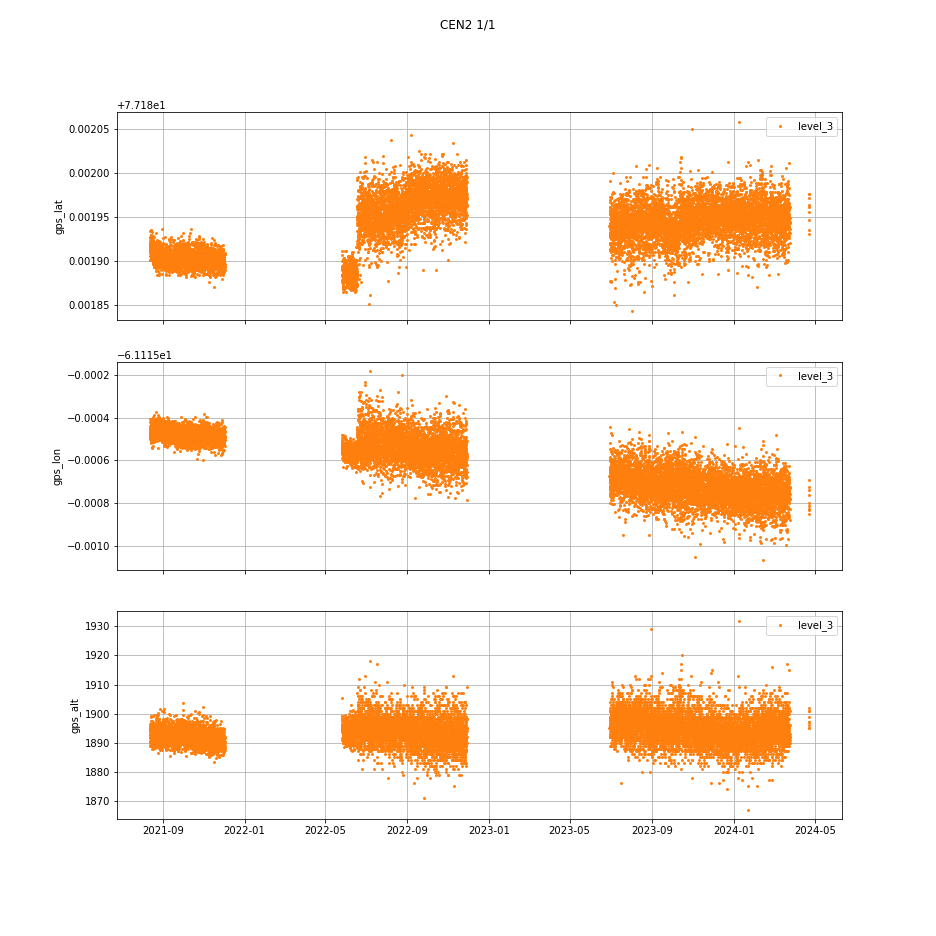 CEN2 1/1
+7.718e1
0.00205
0.00200
0.00195
0.00190
0.00185
gps_lat
level_3
−6.1115e1
−0.0002
−0.0004
−0.0006
−0.0008
−0.0010
gps_lon
level_3
1930
1920
1910
1900
1890
1880
1870
gps_alt
level_3
2021-09 2022-01 2022-05 2022-09 2023-01 2023-05 2023-09 2024-01 2024-05